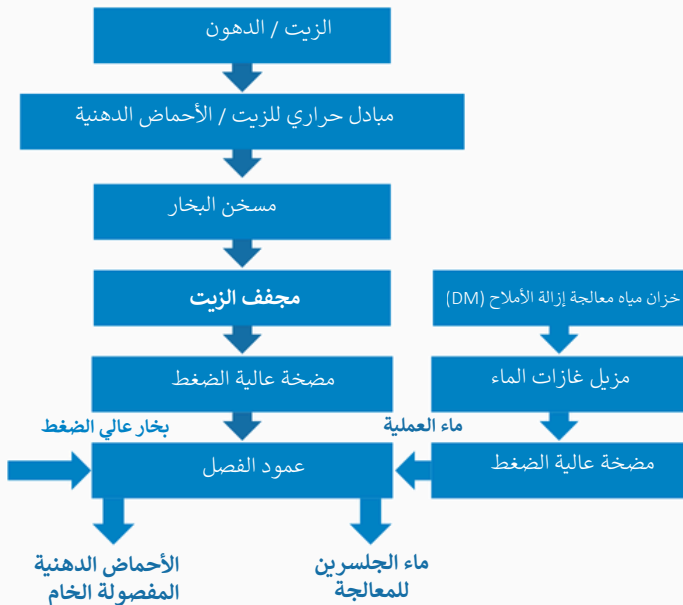 الزيت / الدهون
مبادل حراري للزيت / الأحماض الدهنية
مسخن البخار
مجفف الزيت
خزان مياه معالجة إزالة الأملاح (DM)
مضخة عالية الضغط
مزيل غازات الماء
بخار عالي الضغط
ماء العملية
عمود الفصل
مضخة عالية الضغط
الأحماض الدهنية
المفصولة الخام
ماء الجلسرين
للمعالجة